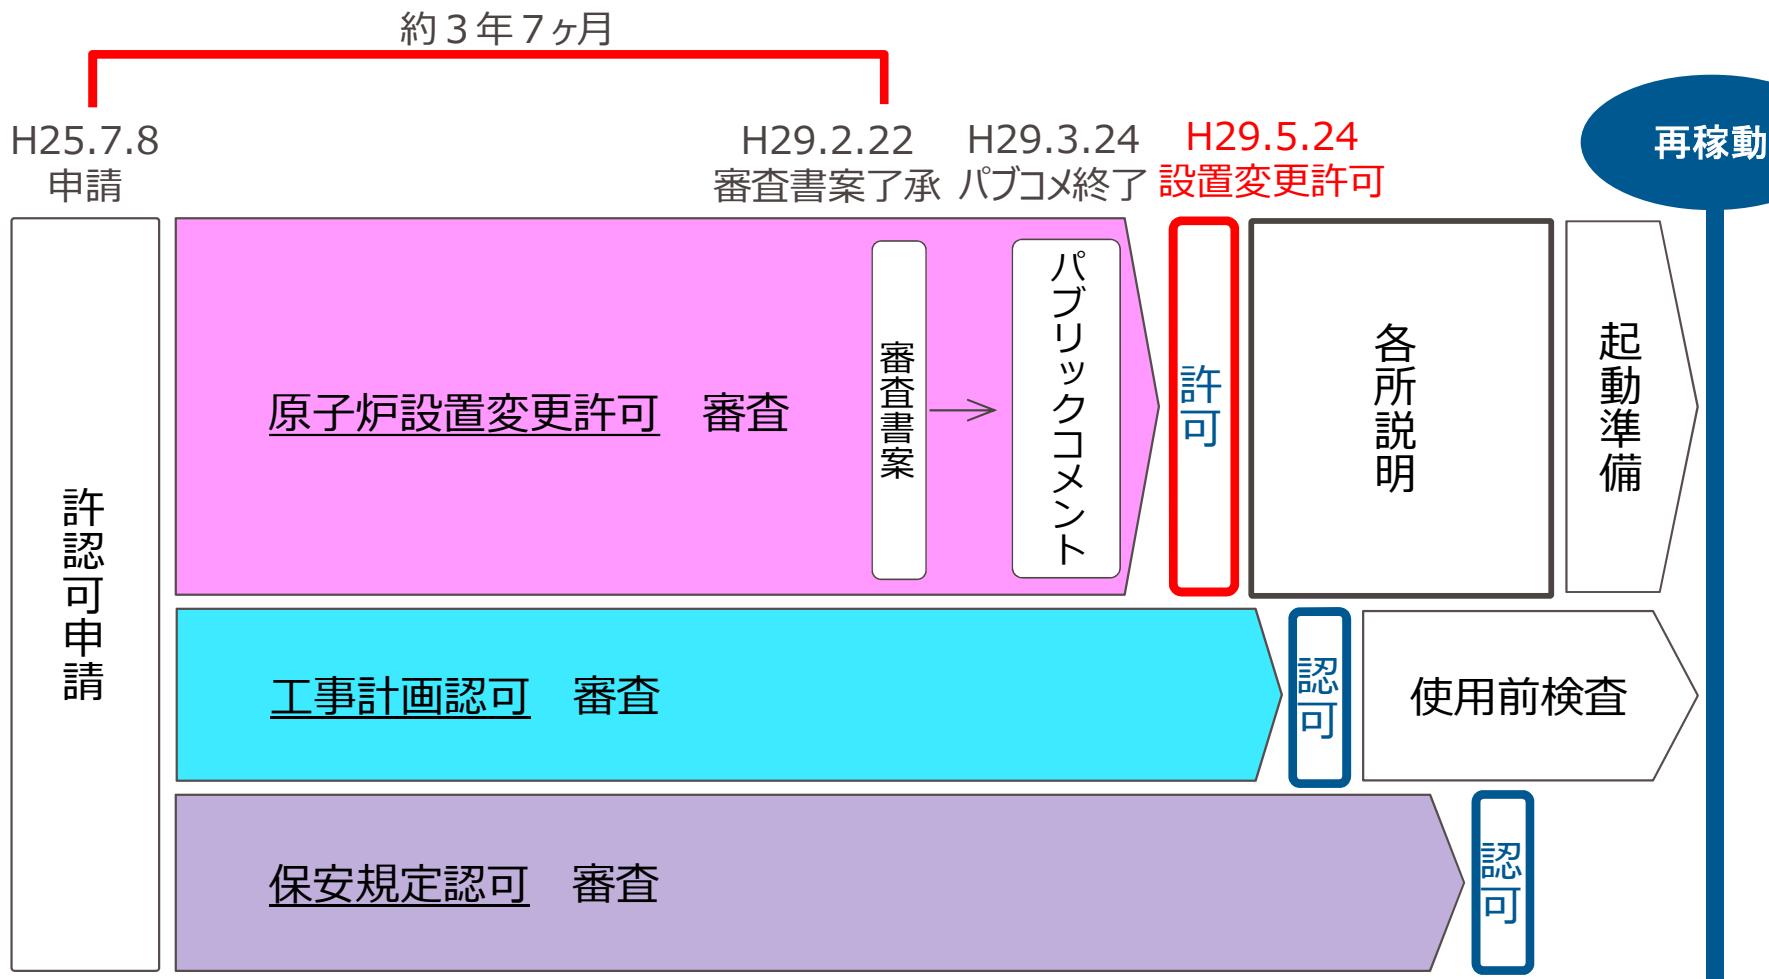 約３年７ヶ月
H25.7.8
申請
H29.2.22
審査書案了承
H29.3.24
パブコメ終了
H29.5.24
設置変更許可
再稼動
許認可申請
原子炉設置変更許可　審査
審査書案
パブリックコメント
許可
各所説明
起動準備
工事計画認可　審査
認可
使用前検査
保安規定認可　審査
認可